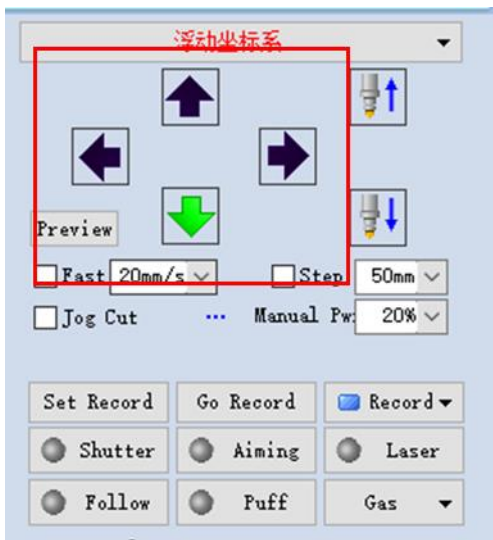 浮动坐标系
Preview
Fast 20mm/s Step 50mm
Jog Cut ... Manual Pw: 20%
Set Record Go Record Record
Shutter Aiming Laser
Follow Puff Gas